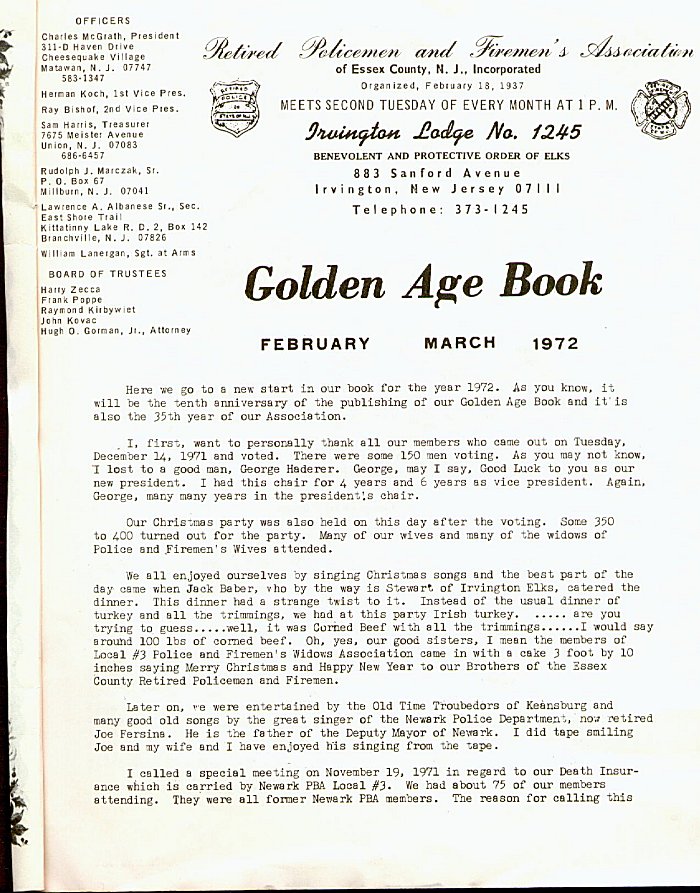 OFFICERS
Charles McGrath, President
311-D Haven Drive
Cheesequake Village
Matawan, N. J. 07747
583-1347
Herman Koch, 1st Vice Pres.
Ray Bishof, 2nd Vice Pres.
Sam Harris, Treasurer
7675 Meister Avenue
Union, N. J. 07083
686-6457
Rudolph J. Marczak, Sr.
P. O. Box 67
Millburn, N. J. 07041
Lawrence A. Albanese Sr., Sec.
East Shore Trail
Kittatinny Lake R. D. 2, Box 142
Branchville, N. J. 07826
William Lanergan, Sgt. at Arms
BOARD OF TRUSTEES
Harry Zecca
Frank Poppe
Raymond Kirbywiet
John Kovac
Hugh O. Gorman, Jr., Attorney
Retired Policemen and Firemen's Association
of Essex County, N. J., Incorporated
Organized, February 18, 1937
RETIRED
POLICE
MEETS SECOND TUESDAY OF EVERY MONTH AT 1 P. M.
Irvington Lodge No. 1245
BENEVOLENT AND PROTECTIVE ORDER OF ELKS
883 Sanford Avenue
Irvington, New Jersey 07111
Telephone: 373-1245
Golden Age Book
FEBRUARY MARCH 1972
Here we go to a new start in our book for the year 1972. As you know, it
will be the tenth anniversary of the publishing of our Golden Age Book and it is
also the 35th year of our Association.
I, first, want to personally thank all our members who came out on Tuesday,
December 14, 1971 and voted. There were some 150 men voting. As you may not know,
I lost to a good man, George Haderer. George, may I say, Good Luck to you as our
new president. I had this chair for 4 years and 6 years as vice president. Again,
George, many many years in the president's chair.
Our Christmas party was also held on this day after the voting. Some 350
to 400 turned out for the party. Many of our wives and many of the widows of
Police and Firemen's Wives attended.
We all enjoyed ourselves by singing Christmas songs and the best part of the
day came when Jack Baber, who by the way is Stewart of Irvington Elks, catered the
dinner. This dinner had a strange twist to it. Instead of the usual dinner of
turkey and all the trimmings, we had at this party Irish turkey. ..... are you
trying to guess.....well, it was Corned Beef with all the trimmings......I would say
around 100 lbs of corned beef. Oh, yes, our good sisters, I mean the members of
Local #3 Police and Firemen's Widows Association came in with a cake 3 foot by 10
inches saying Merry Christmas and Happy New Year to our Brothers of the Essex
County Retired Policemen and Firemen.
Later on, we were entertained by the Old Time Troubedors of Keansburg and
many good old songs by the great singer of the Newark Police Department, now retired
Joe Fersina. He is the father of the Deputy Mayor of Newark. I did tape smiling
Joe and my wife and I have enjoyed his singing from the tape.
I called a special meeting on November 19, 1971 in regard to our Death Insur-
ance which is carried by Newark PBA Local #3. We had about 75 of our members
attending. They were all former Newark PBA members. The reason for calling this